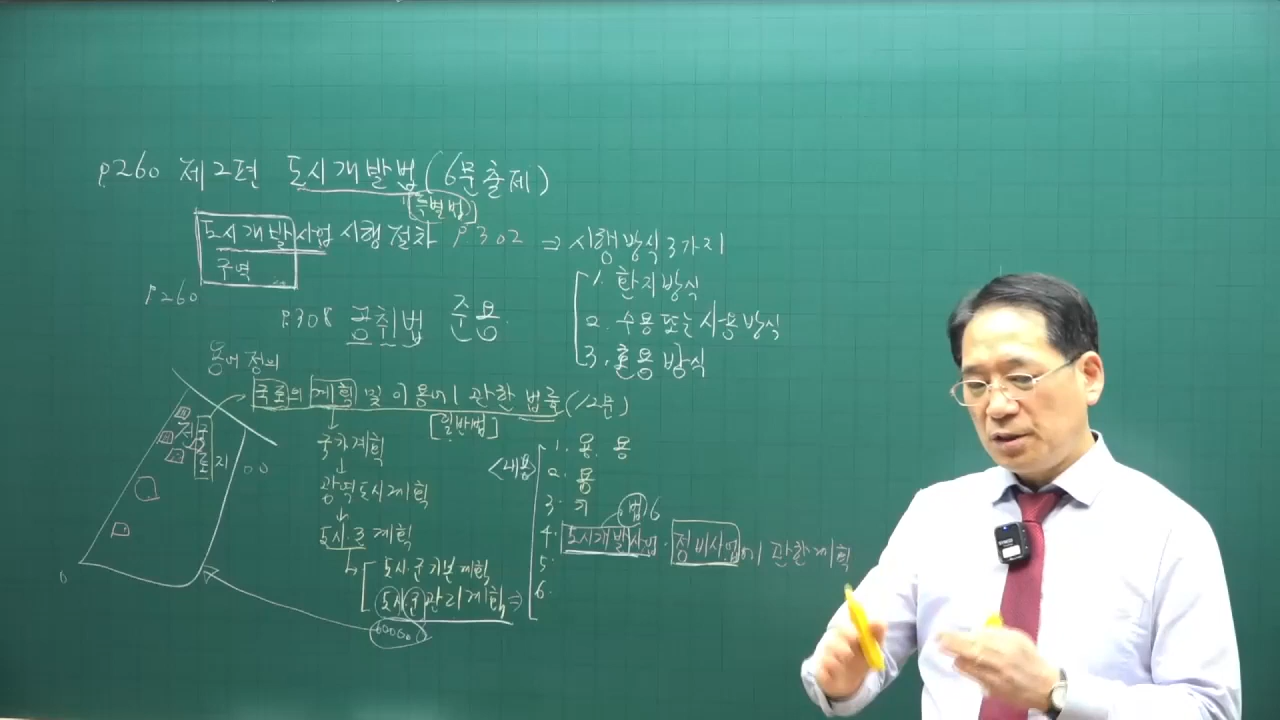 P260 제2편 도시개발법(6문출제)
[특별법]
도시개발사업 시행절차 P302 ⇒ 시행방식 3가지
구역
1. 환지방식
P260
P.308 공취법 준용
2. 수용또는사용방식
3. 혼용방식
용어정의
국토의 계획 및 이용에 관한 법률(12문)
[일반법]
국가계획
광역도시계획
도시·군계획
도시·군기본계획
도시·군관리계획⇒
<내용>
1. 용. 용
2. 용
3. 기
법6
4. 도시개발사업·정비사업에 관한계획
5.
6.